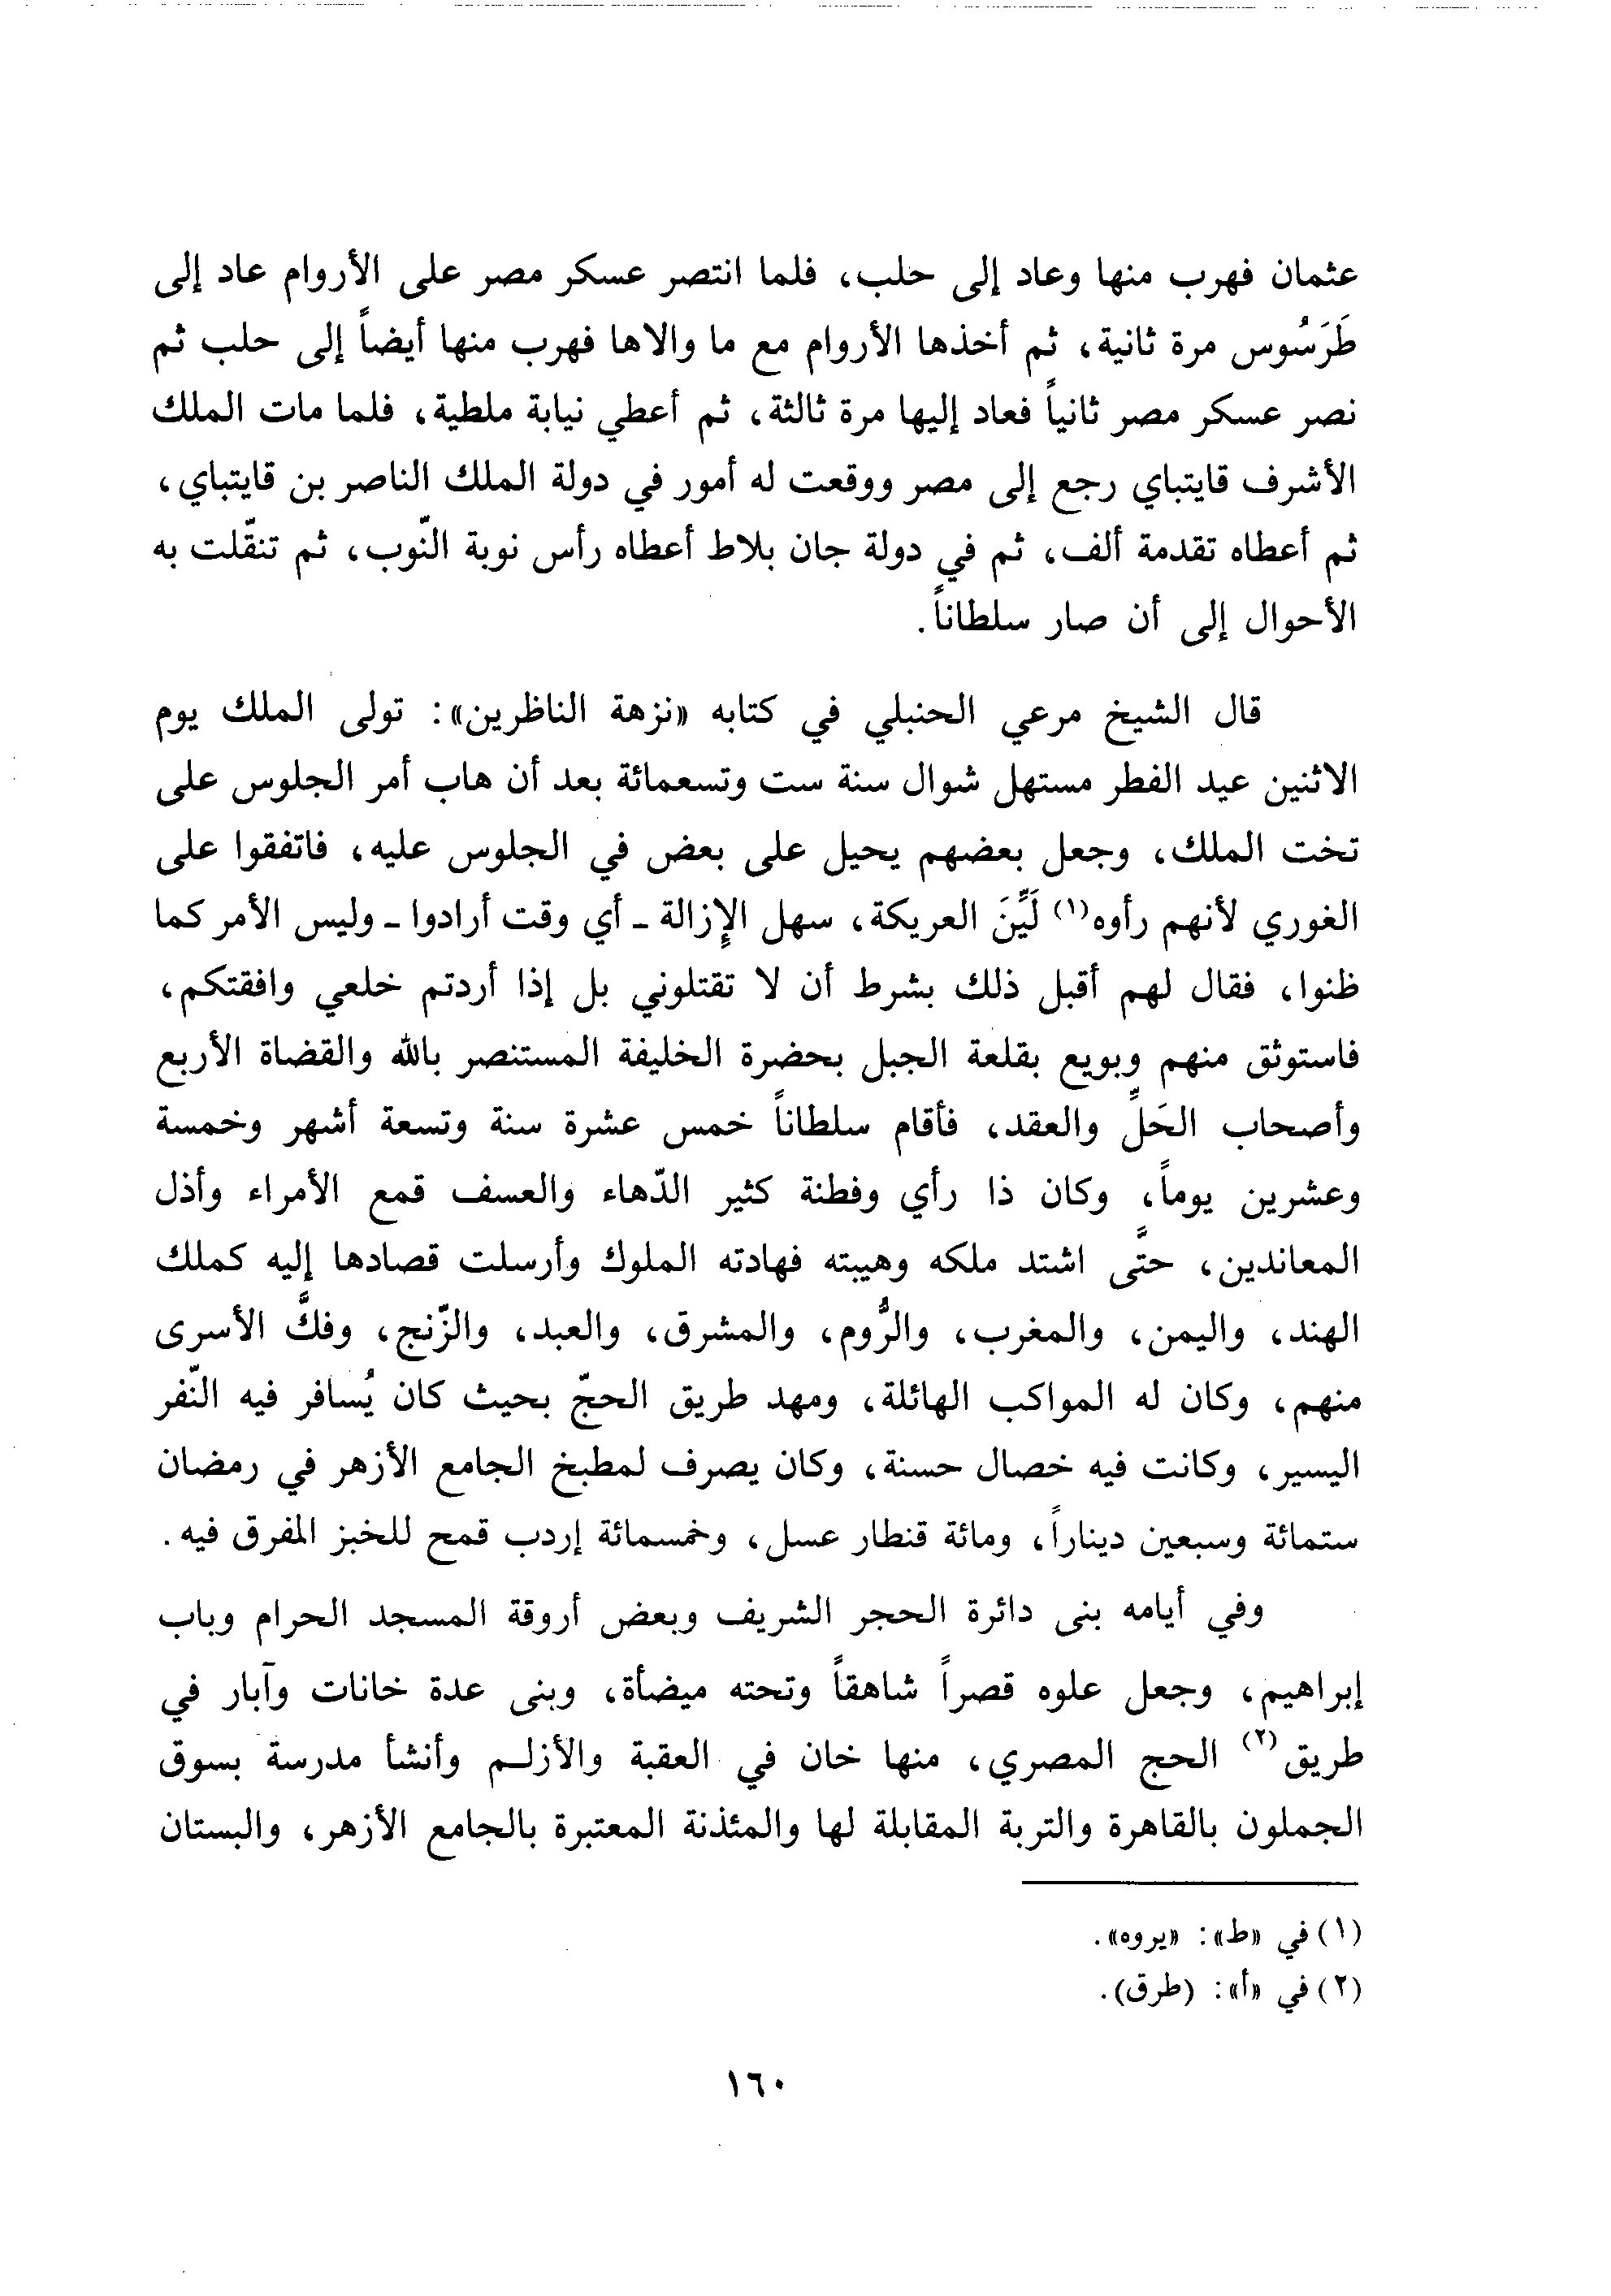 عثمان فهرب منها وعاد إلى حلب، فلما انتصر عسكر مصر على الأروام عاد إلى
طَرَسُوس مرة ثانية، ثم أخذها الأروام مع ما والاها فهرب منها أيضاً إلى حلب ثم
نصر عسكر مصر ثانياً فعاد إليها مرة ثالثة، ثم أعطي نيابة ملطية، فلما مات الملك
الأشرف قايتباي رجع إلى مصر ووقعت له أمور في دولة الملك الناصر بن قايتباي،
ثم أعطاه تقدمة ألف، ثم في دولة جان بلاط أعطاه رأس نوبة النّوب، ثم تنقّلت به
الأحوال إلى أن صار سلطاناً.
قال الشيخ مرعي الحنبلي في كتابه «نزهة الناظرين»: تولى الملك يوم
الاثنين عيد الفطر مستهل شوال سنة ست وتسعمائة بعد أن هاب أمر الجلوس على
تخت الملك، وجعل بعضهم يحيل على بعض في الجلوس عليه، فاتفقوا على
الغوري لأنهم رأوه(١) لَيِّنَ العريكة، سهل الإزالة ـ أي وقت أرادوا ـ وليس الأمر كما
ظنوا، فقال لهم أقبل ذلك بشرط أن لا تقتلوني بل إذا أردتم خلعي وافقتكم،
فاستوثق منهم وبويع بقلعة الجبل بحضرة الخليفة المستنصر بالله والقضاة الأربع
وأصحاب الحَلِّ والعقد، فأقام سلطاناً خمس عشرة سنة وتسعة أشهر وخمسة
وعشرين يوماً، وكان ذا رأي وفطنة كثير الدّهاء والعسف قمع الأمراء وأذل
المعاندين، حتَّى اشتد ملكه وهيبته فهادته الملوك وأرسلت قصادها إليه كملك
الهند، واليمن، والمغرب، والرُّوم، والمشرق، والعبد، والزّنج، وفكَّ الأسرى
منهم، وكان له المواكب الهائلة، ومهد طريق الحجّ بحيث كان يُسافر فيه النّفر
اليسير، وكانت فيه خصال حسنة، وكان يصرف لمطبخ الجامع الأزهر في رمضان
ستمائة وسبعين ديناراً، ومائة قنطار عسل، وخمسمائة إردب قمح للخبز المفرق فيه.
وفي أيامه بنى دائرة الحجر الشريف وبعض أروقة المسجد الحرام وباب
إبراهيم، وجعل علوه قصراً شاهقاً وتحته ميضأة، وبنى عدة خانات وآبار في
طريق(٢) الحج المصري، منها خان في العقبة والأزلـم وأنشأ مدرسة بسوق
الجملون بالقاهرة والتربة المقابلة لها والمئذنة المعتبرة بالجامع الأزهر، والبستان
(١) في «ط»: «يروه».
(٢) في «أ»: (طرق).
١٦٠